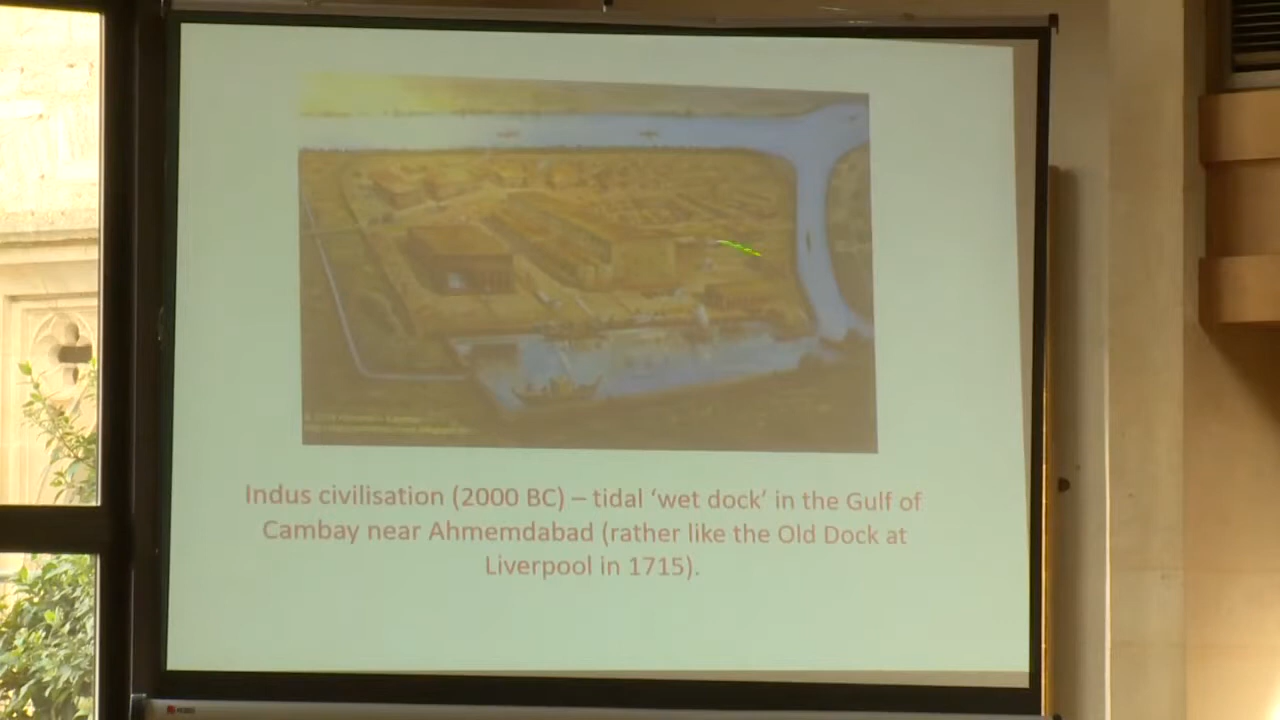 Indus civilisation (2000 BC) – tidal ‘wet dock’ in the Gulf of
Cambay near Ahmemdabad (rather like the Old Dock at
Liverpool in 1715).